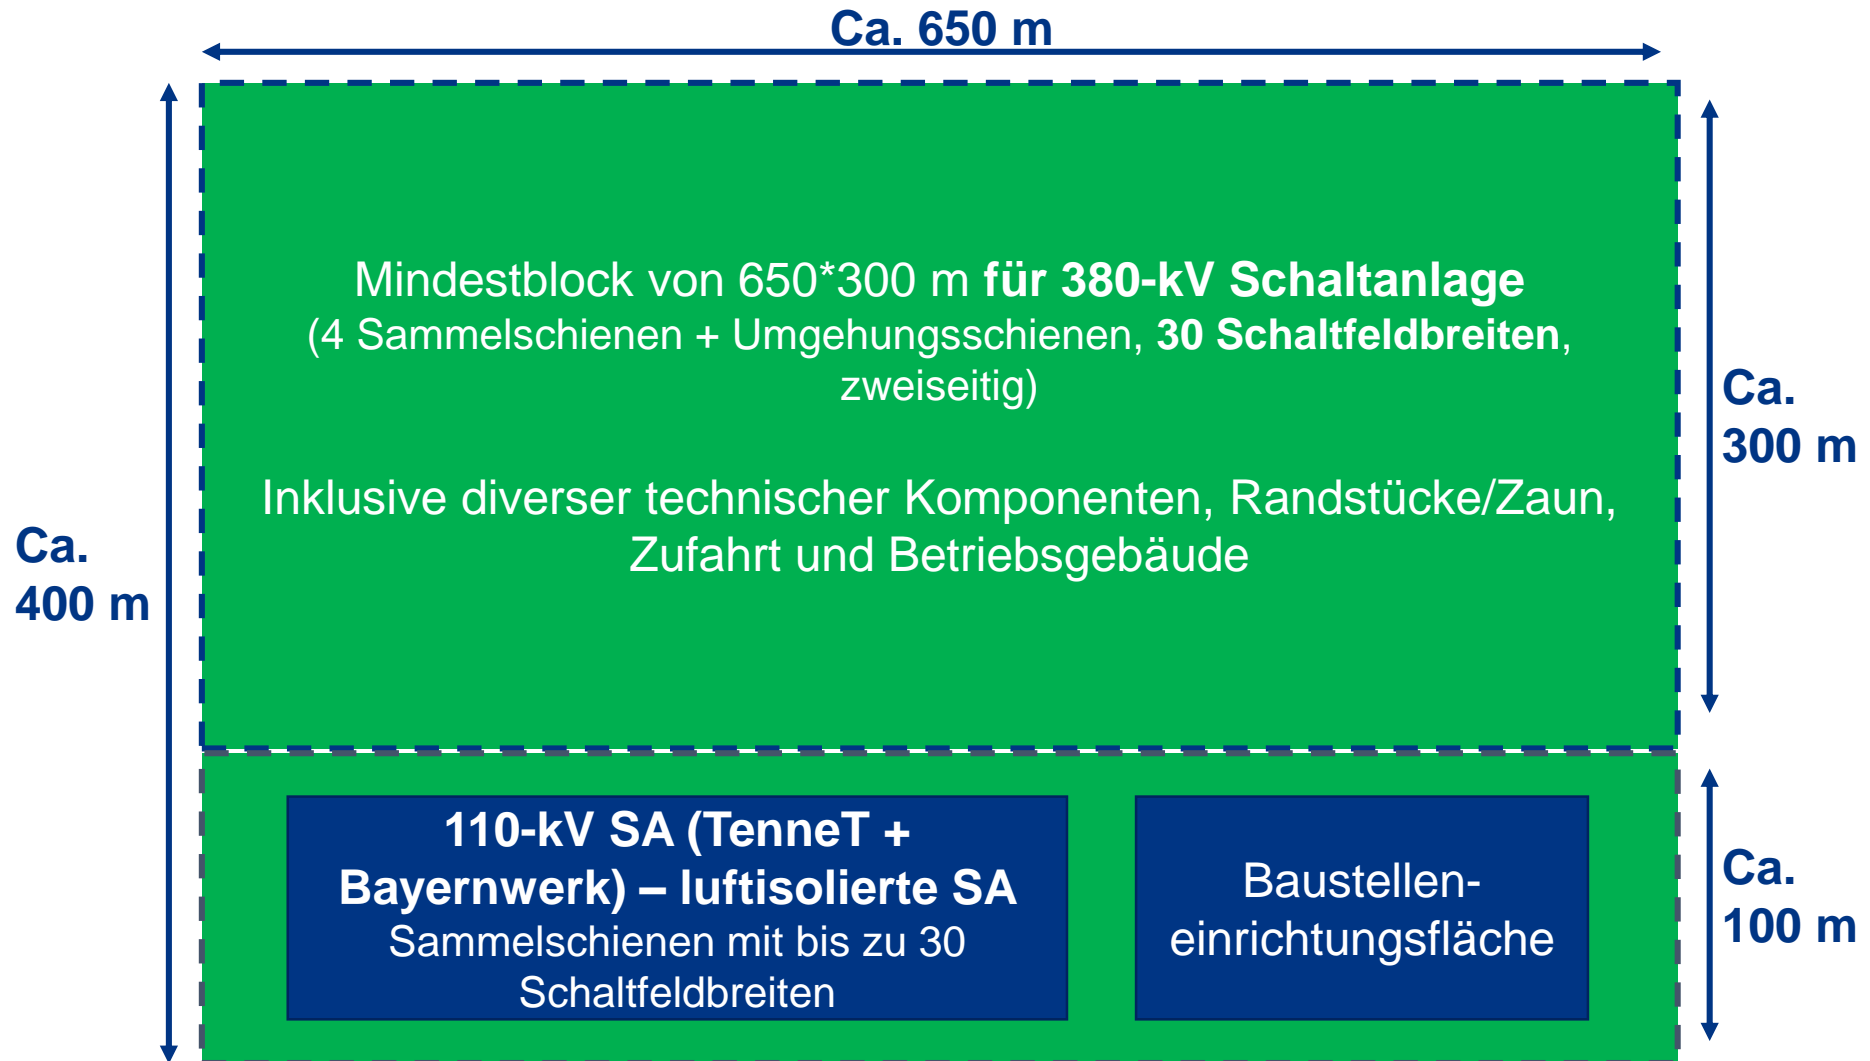 Ca. 650 m
Mindestblock von 650*300 m für 380-kV Schaltanlage
(4 Sammelschienen + Umgehungsschienen, 30 Schaltfeldbreiten,
zweiseitig)
Inklusive diverser technischer Komponenten, Randstücke/Zaun,
Zufahrt und Betriebsgebäude
Ca.
300 m
Ca.
400 m
110-kV SA (TenneT +
Bayernwerk) – luftisolierte SA
Sammelschienen mit bis zu 30
Schaltfeldbreiten
Baustellen-
einrichtungsfläche
Ca.
100 m